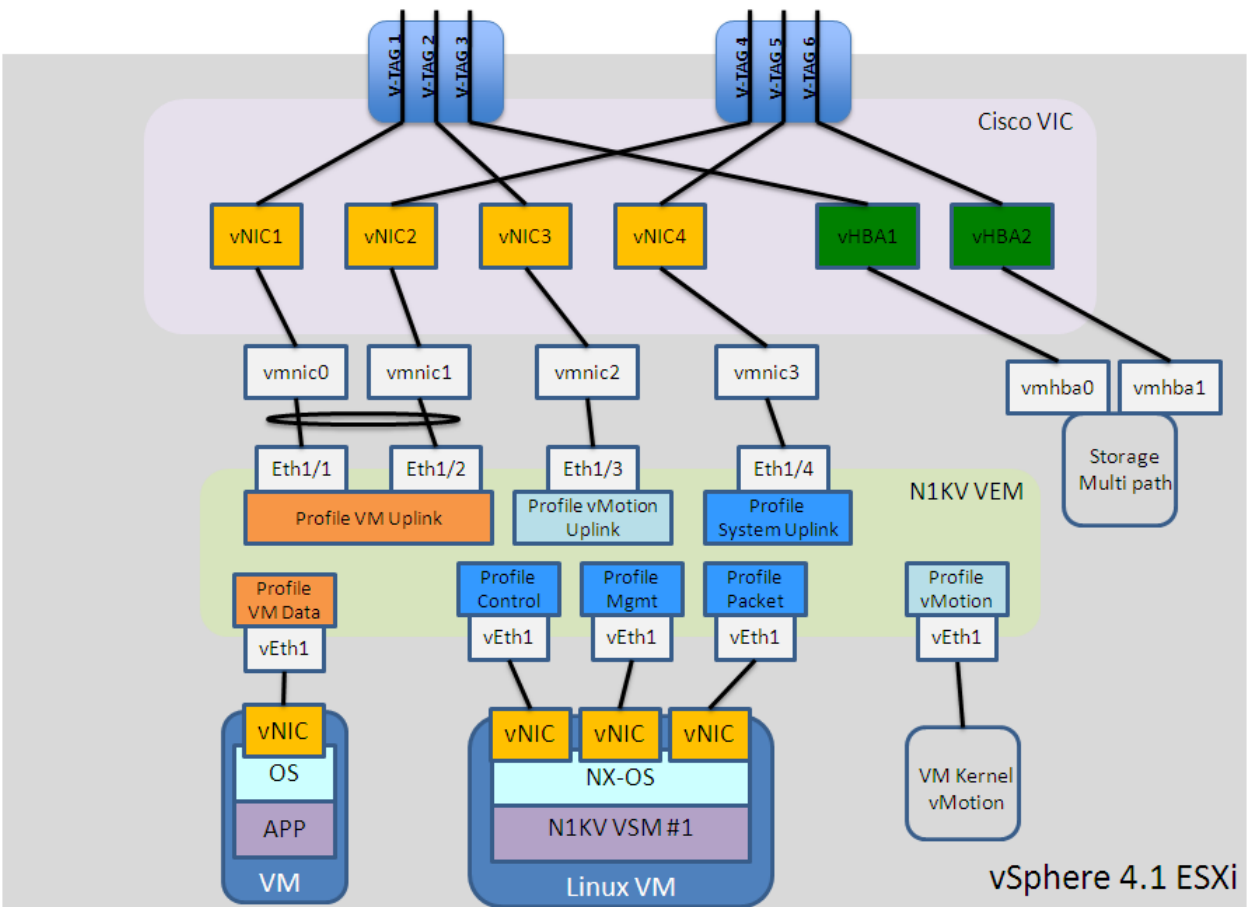 V-TAG 1
V-TAG 2
V-TAG 3
V-TAG 4
V-TAG 5
V-TAG 6
Cisco VIC
vNIC1
vNIC2
vNIC3
vNIC4
vHBA1
vHBA2
vmnic0
vmnic1
vmnic2
vmnic3
vmhba0
vmhba1
Storage
Multi path
Eth1/1
Eth1/2
Eth1/3
Eth1/4
N1KV VEM
Profile VM Uplink
Profile vMotion
Uplink
Profile
System Uplink
Profile
VM Data
Profile
Control
Profile
Mgmt
Profile
Packet
Profile
vMotion
vEth1
vEth1
vEth1
vEth1
vEth1
vNIC
OS
APP
VM
vNIC
vNIC
vNIC
NX-OS
N1KV VSM #1
Linux VM
VM Kernel
vMotion
vSphere 4.1 ESXi